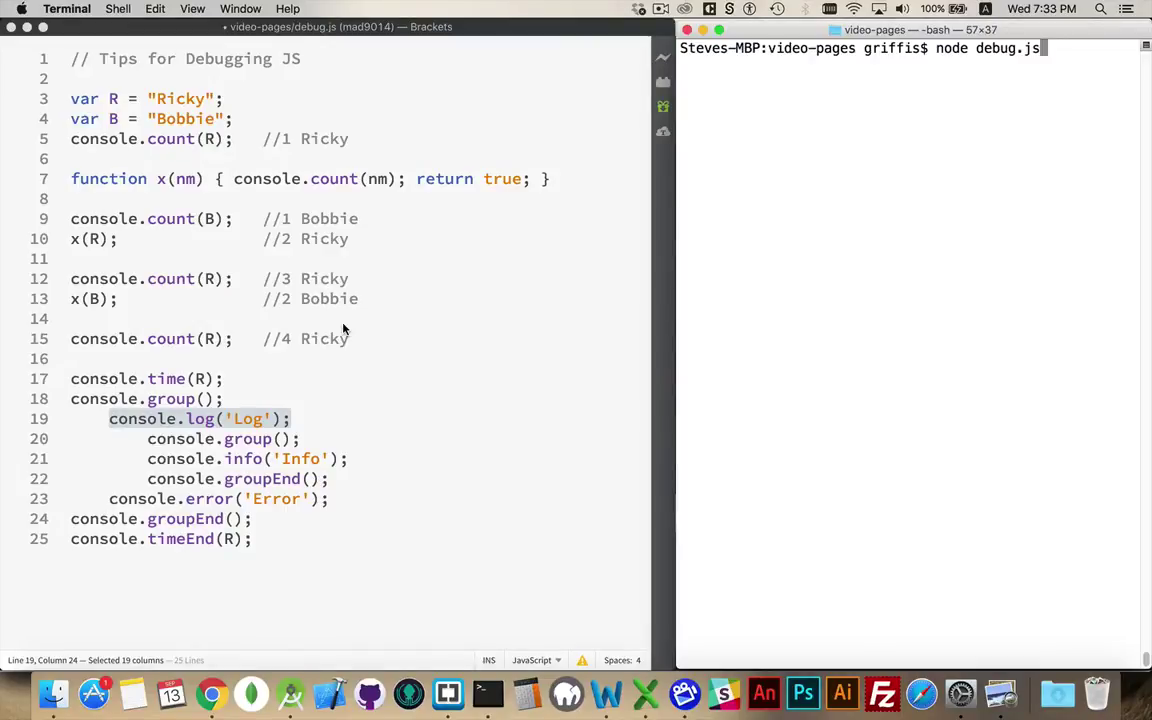 Terminal Shell Edit View Window Help
100% Wed 7:33 PM
• video-pages/debug.js (mad9014) — Brackets
video-pages — -bash — 57×37
1 // Tips for Debugging JS
2
3 var R = "Ricky";
4 var B = "Bobbie";
5 console.count(R); //1 Ricky
6
7 function x(nm) { console.count(nm); return true; }
8
9 console.count(B); //1 Bobbie
10 x(R); //2 Ricky
11
12 console.count(R); //3 Ricky
13 x(B); //2 Bobbie
14
15 console.count(R); //4 Ricky
16
17 console.time(R);
18 console.group();
19 console.log('Log');
20 console.group();
21 console.info('Info');
22 console.groupEnd();
23 console.error('Error');
24 console.groupEnd();
25 console.timeEnd(R);
Steves-MBP:video-pages griffis$ node debug.js
Line 19, Column 24 — Selected 19 columns — 25 Lines
INS JavaScript Spaces: 4
1
SEP
13
W
X
S
An
Ps
Ai
Fz